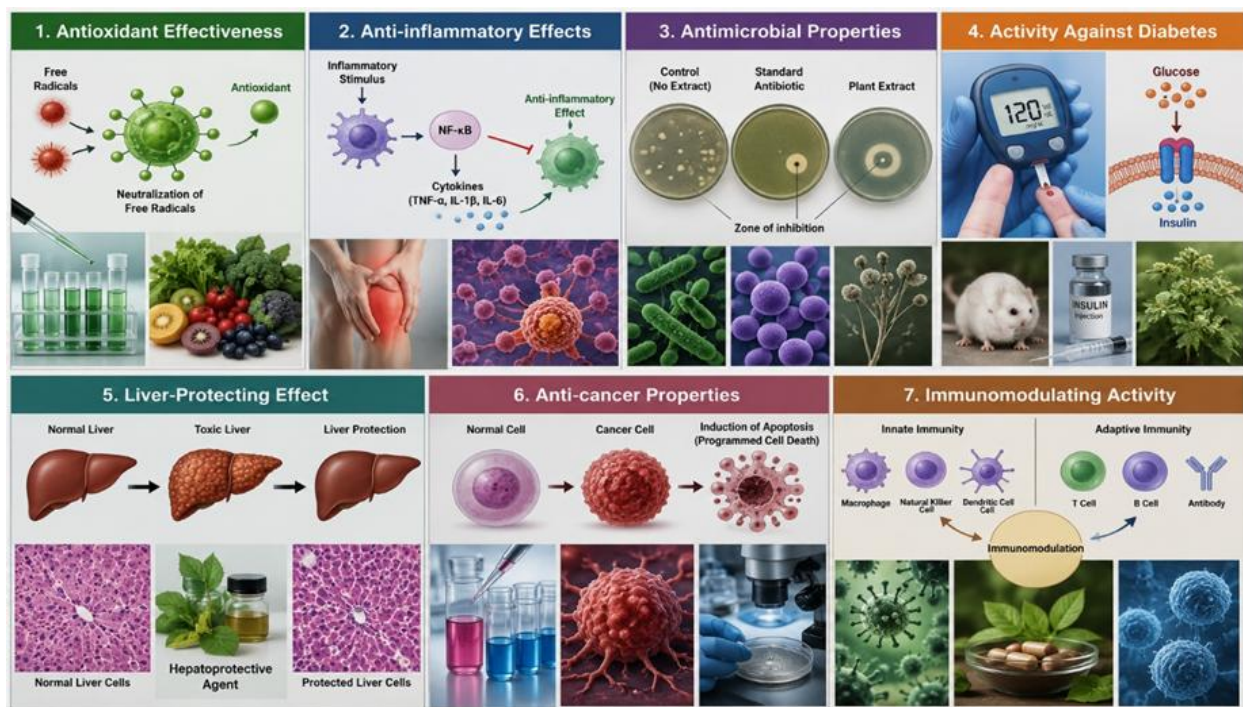 1. Antioxidant Effectiveness
Free
Radicals
Antioxidant
Neutralization of
Free Radicals
2. Anti-inflammatory Effects
Inflammatory
Stimulus
NF-κB
Anti-inflammatory
Effect
Cytokines
(TNF-α, IL-1β, IL-6)
3. Antimicrobial Properties
Control
(No Extract)
Standard
Antibiotic
Plant Extract
Zone of inhibition
4. Activity Against Diabetes
120
Glucose
Insulin
INSULIN
Injection
5. Liver-Protecting Effect
Normal Liver
Toxic Liver
Liver Protection
Normal Liver Cells
Hepatoprotective
Agent
Protected Liver Cells
6. Anti-cancer Properties
Normal Cell
Cancer Cell
Induction of Apoptosis
(Programmed Cell Death)
7. Immunomodulating Activity
Innate Immunity
Adaptive Immunity
Macrophage
Natural Killer
Cell
Dendritic Cell
Cell
T Cell
B Cell
Antibody
Immunomodulation